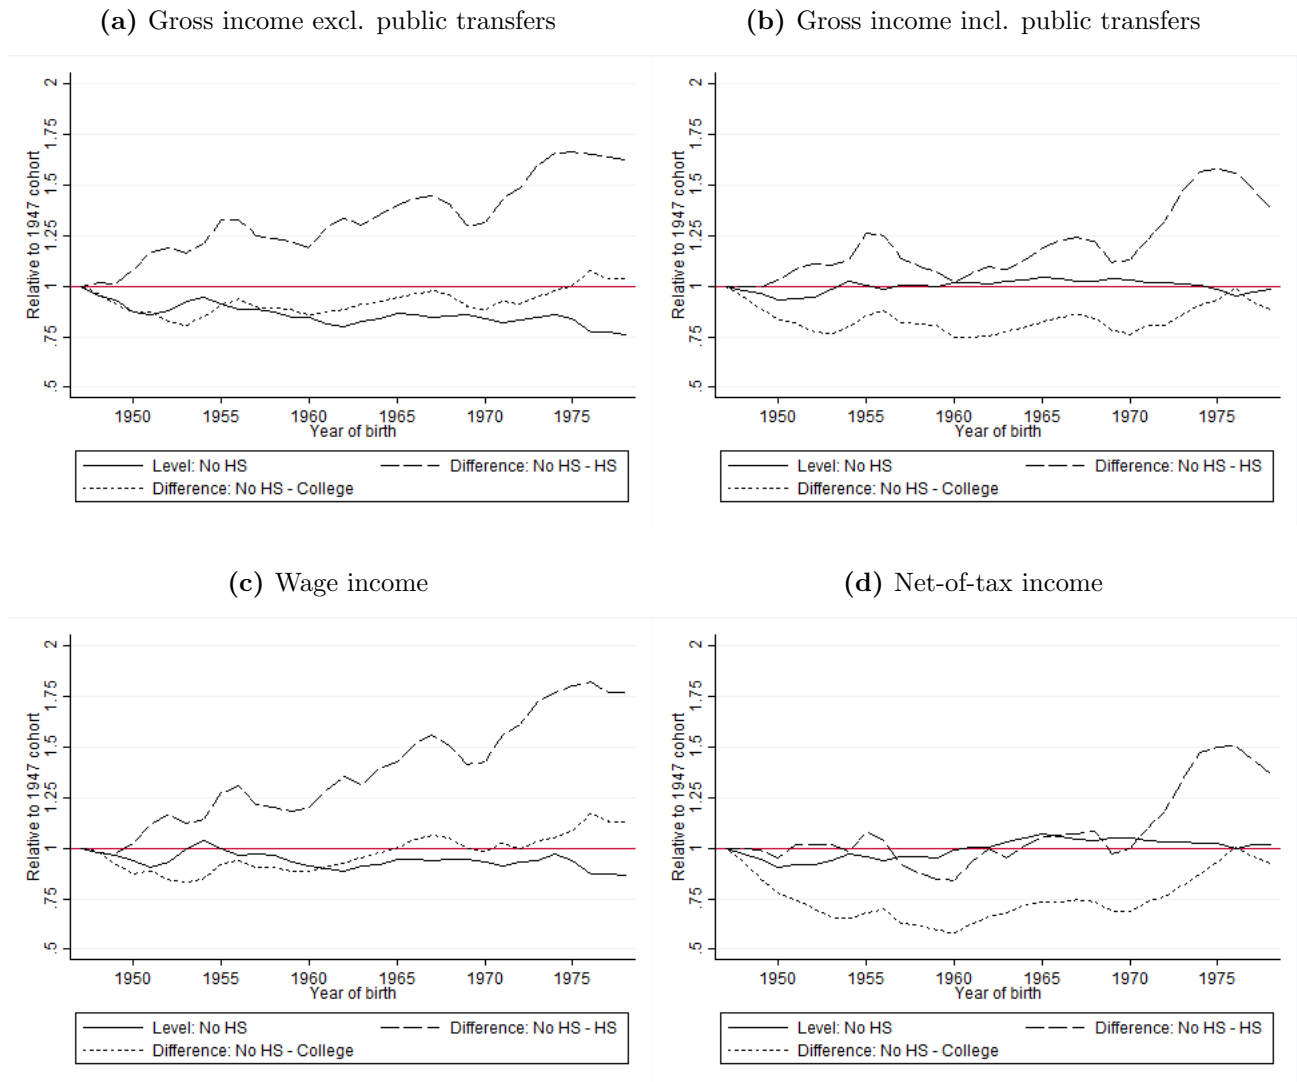 (a) Gross income excl. public transfers
(b) Gross income incl. public transfers
Relative to 1947 cohort
2
1.75
1.5
1.25
1
.75
.5
1950 1955 1960 1965 1970 1975
Year of birth
Level: No HS
Difference: No HS - HS
Difference: No HS - College
Relative to 1947 cohort
2
1.75
1.5
1.25
1
.75
.5
1950 1955 1960 1965 1970 1975
Year of birth
Level: No HS
Difference: No HS - HS
Difference: No HS - College
(c) Wage income
(d) Net-of-tax income
Relative to 1947 cohort
2
1.75
1.5
1.25
1
.75
.5
1950 1955 1960 1965 1970 1975
Year of birth
Level: No HS
Difference: No HS - HS
Difference: No HS - College
Relative to 1947 cohort
2
1.75
1.5
1.25
1
.75
.5
1950 1955 1960 1965 1970 1975
Year of birth
Level: No HS
Difference: No HS - HS
Difference: No HS - College